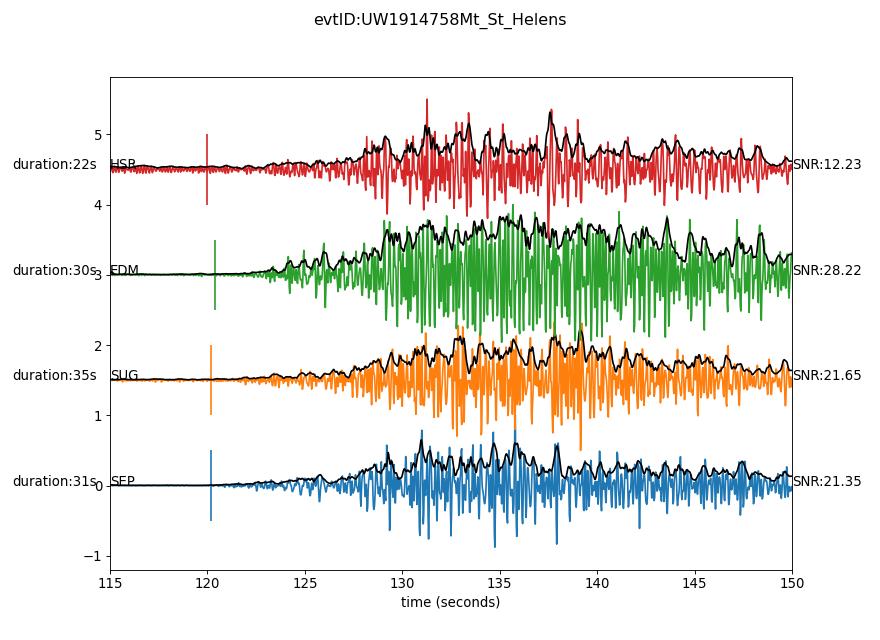 evtID:UW1914758Mt_St_Helens
5
duration:22s HSR SNR:12.23
4
duration:30s 3 EDM SNR:28.22
2
duration:35s SUG SNR:21.65
1
duration:31s 0 SEP SNR:21.35
−1
115 120 125 130 135 140 145 150
time (seconds)